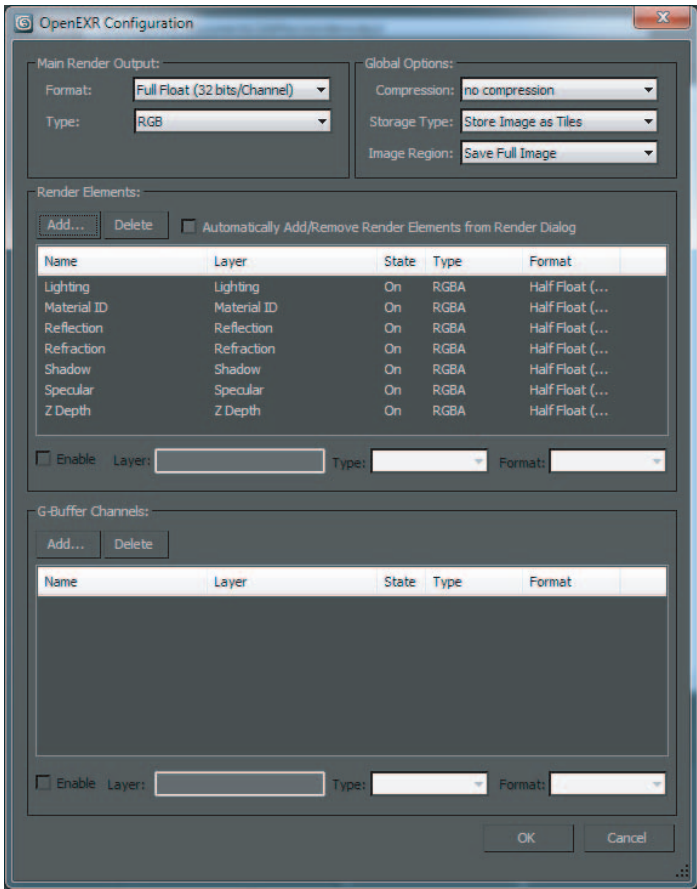 OpenEXR Configuration
Main Render Output:
Format: Full Float (32 bits/Channel)
Type: RGB
Global Options:
Compression: no compression
Storage Type: Store Image as Tiles
Image Region: Save Full Image
Render Elements:
Add... Delete Automatically Add/Remove Render Elements from Render Dialog
Name Layer State Type Format
Lighting Lighting On RGBA Half Float (...
Material ID Material ID On RGBA Half Float (...
Reflection Reflection On RGBA Half Float (...
Refraction Refraction On RGBA Half Float (...
Shadow Shadow On RGBA Half Float (...
Specular Specular On RGBA Half Float (...
Z Depth Z Depth On RGBA Half Float (...
Enable Layer: Type: Format:
G-Buffer Channels:
Add... Delete
Name Layer State Type Format
Enable Layer: Type: Format:
OK Cancel